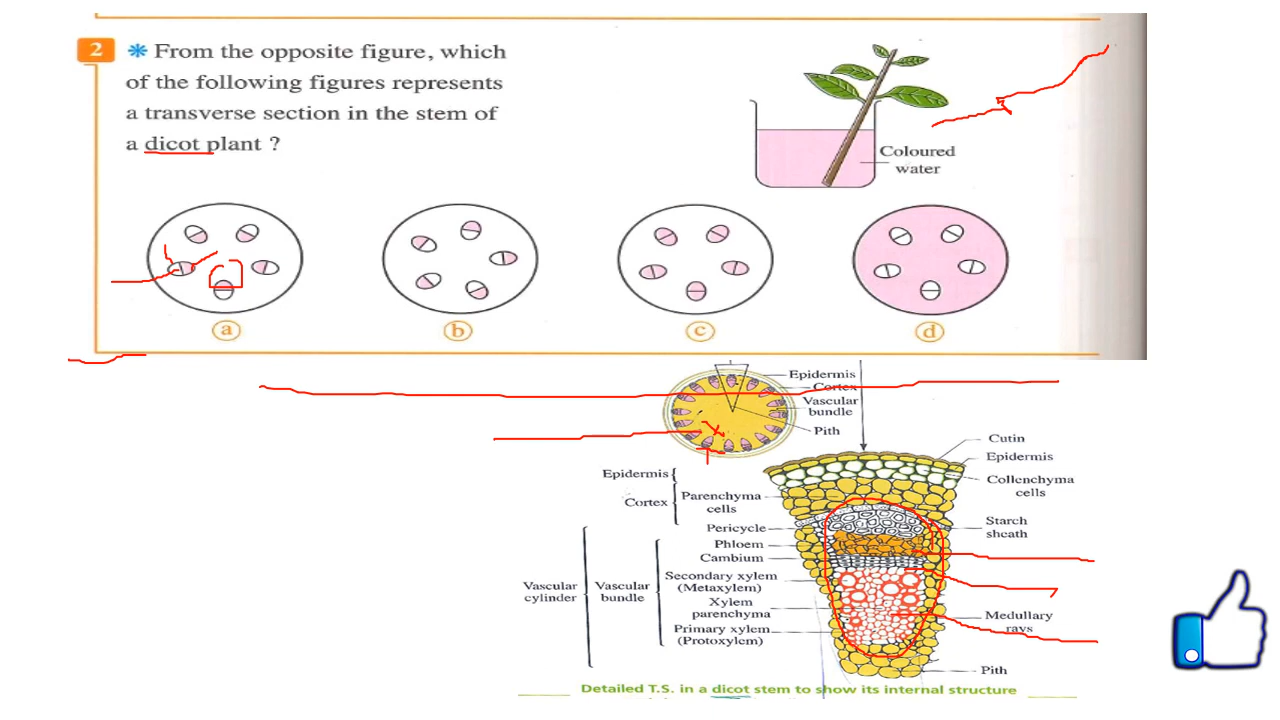 2 * From the opposite figure, which
of the following figures represents
a transverse section in the stem of
a dicot plant ?
Coloured
water
a
b
c
d
Epidermis
Cortex
Vascular
bundle
Pith
Cutin
Epidermis
Collenchyma
cells
Starch
sheath
Medullary
rays
Pith
Epidermis
Cortex
Parenchyma
cells
Pericycle
Phloem
Cambium
Secondary xylem
(Metaxylem)
Xylem
parenchyma
Primary xylem
(Protoxylem)
Vascular
cylinder
Vascular
bundle
Detailed T.S. in a dicot stem to show its internal structure